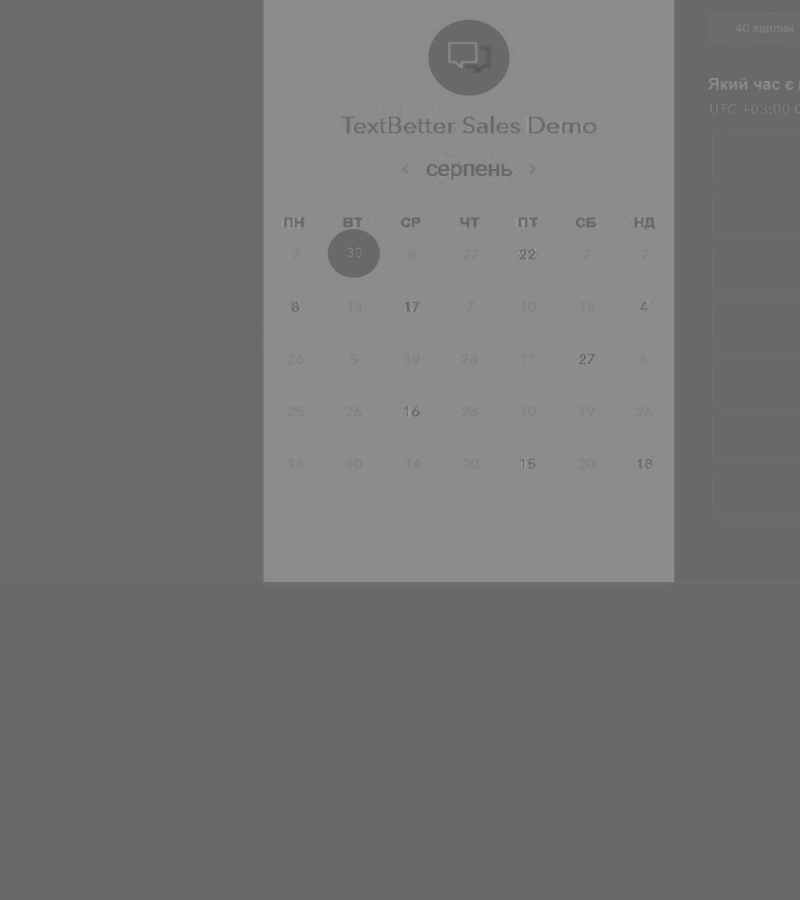 40 хвилин
Який час є
UTC +03:00
TextBetter Sales Demo
серпень
ПН ВТ СР ЧТ ПТ СБ НД
7 30 8 27 22 7 7
8 14 17 7 10 15 4
26 5 19 24 11 27 6
25 26 16 26 10 19 26
18 10 14 20 15 20 18